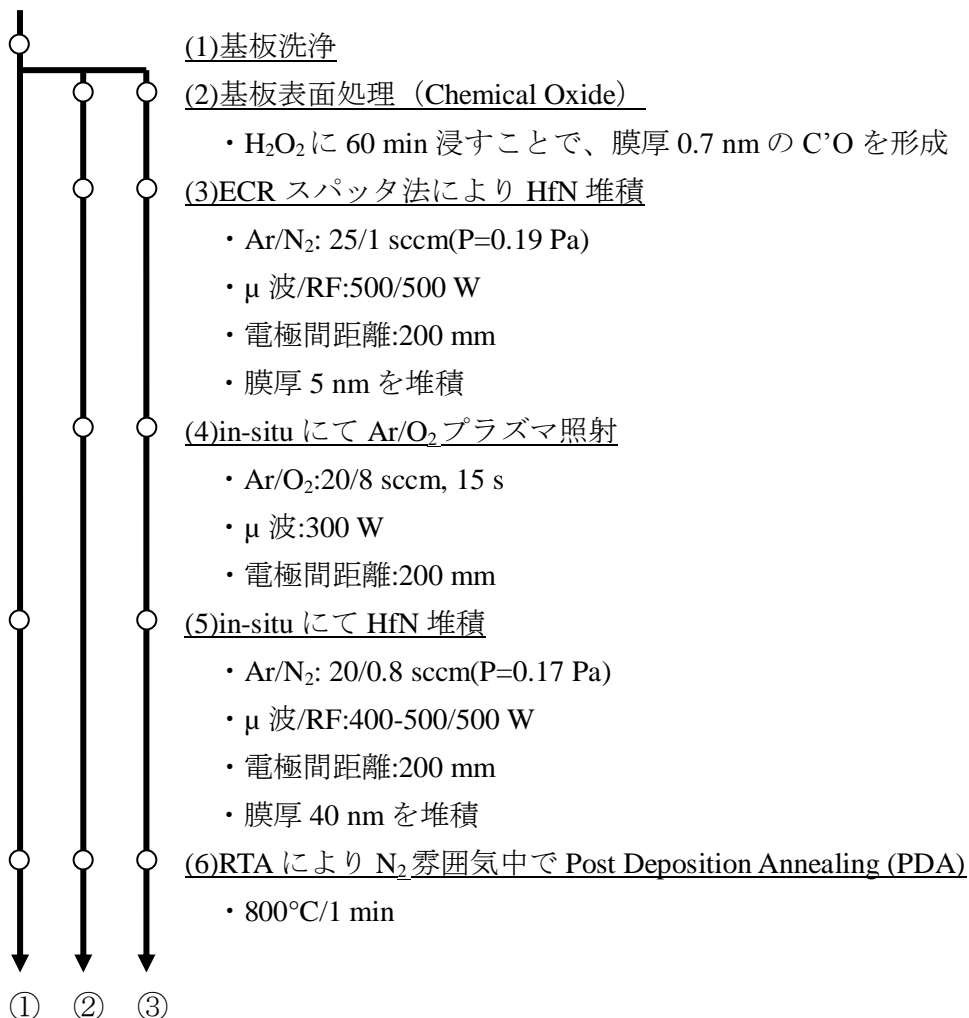 (1)基板洗浄
(2)基板表面処理（Chemical Oxide）
・H₂O₂に 60 min 浸すことで、膜厚 0.7 nm の C’O を形成
(3)ECR スパッタ法により HfN 堆積
・Ar/N₂: 25/1 sccm(P=0.19 Pa)
・μ 波/RF:500/500 W
・電極間距離:200 mm
・膜厚 5 nm を堆積
(4)in-situ にて Ar/O₂プラズマ照射
・Ar/O₂:20/8 sccm, 15 s
・μ 波:300 W
・電極間距離:200 mm
(5)in-situ にて HfN 堆積
・Ar/N₂: 20/0.8 sccm(P=0.17 Pa)
・μ 波/RF:400-500/500 W
・電極間距離:200 mm
・膜厚 40 nm を堆積
(6)RTA により N₂雰囲気中で Post Deposition Annealing (PDA)
・800°C/1 min
① ② ③